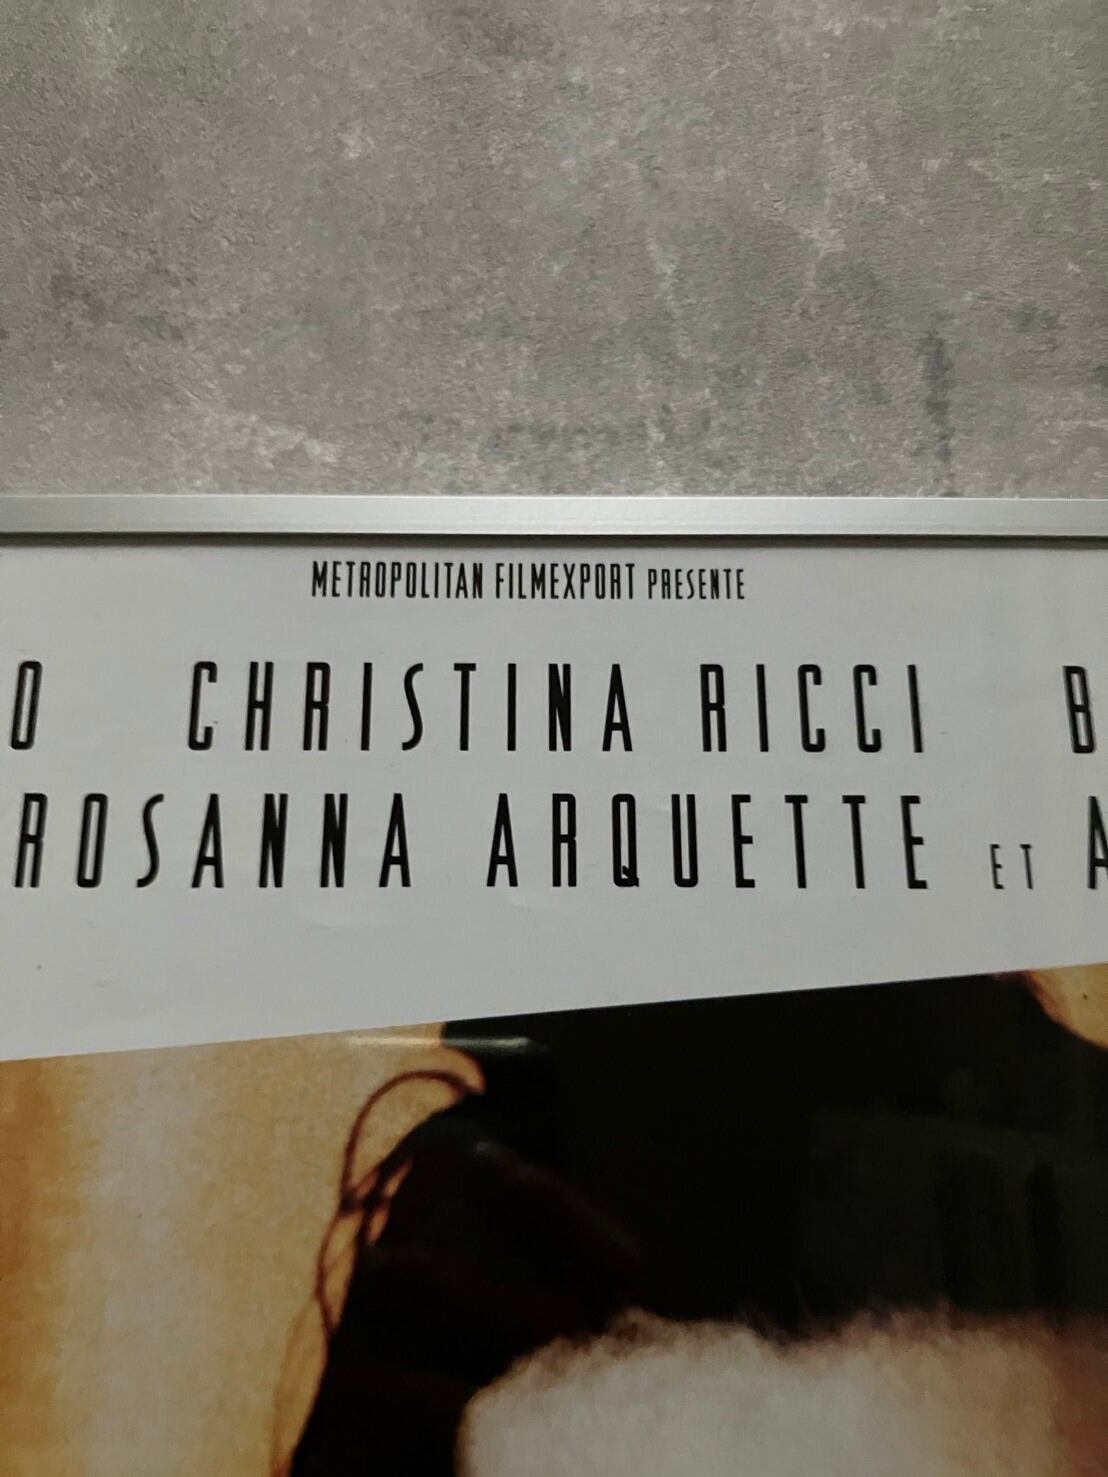 METROPOLITAN FILMEXPORT PRESENTE
O CHRISTINA RICCI B
ROSANNA ARQUETTE ET A